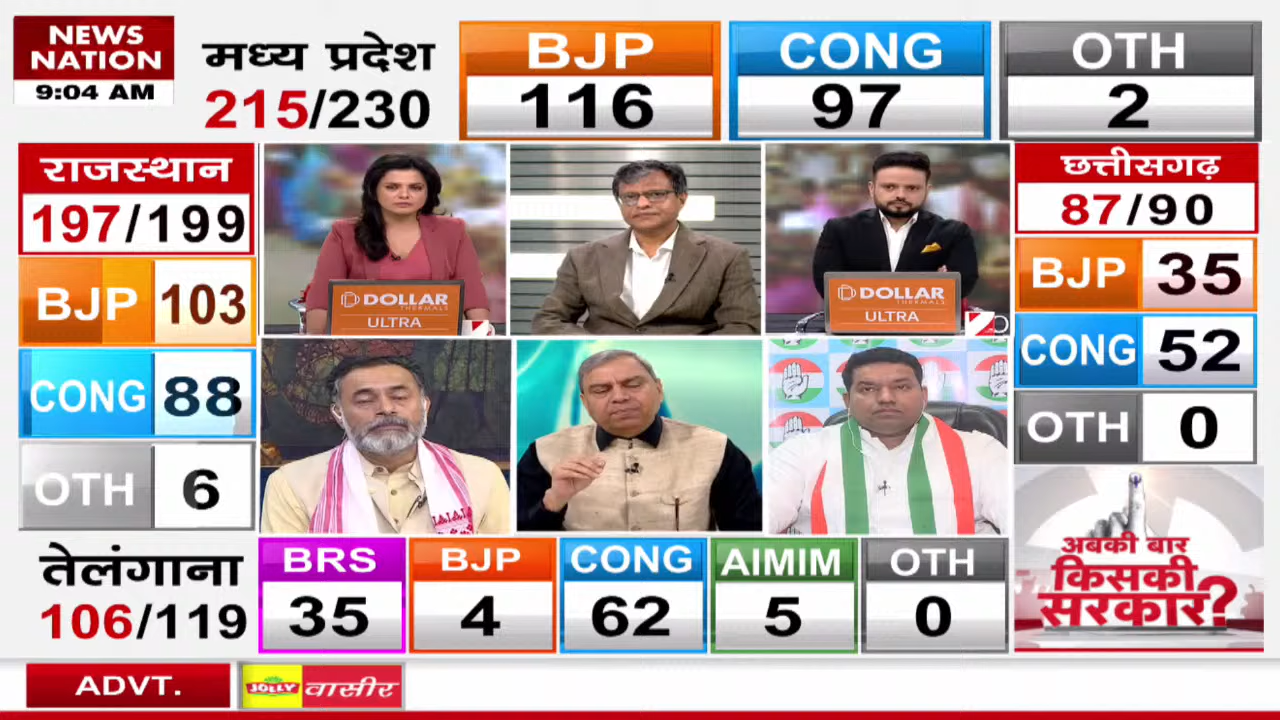 NEWS
NATION
9:04 AM
मध्य प्रदेश
215/230
BJP
116
CONG
97
OTH
2
राजस्थान
197/199
BJP
103
CONG
88
OTH
6
DOLLAR
THERMALS
ULTRA
DOLLAR
THERMALS
ULTRA
छत्तीसगढ़
87/90
BJP
35
CONG
52
OTH
0
अबकी बार
किसकी
सरकार?
तेलंगाना
106/119
BRS
35
BJP
4
CONG
62
AIMIM
5
OTH
0
ADVT.
JOLLY वासीर